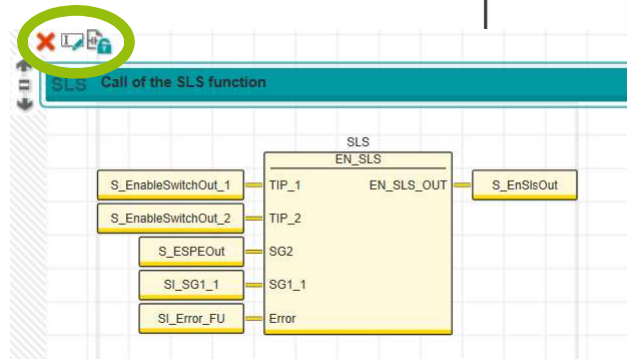 SLS Call of the SLS function
SLS
EN_SLS
S_EnableSwitchOut_1 TIP_1 EN_SLS_OUT S_EnSlsOut
S_EnableSwitchOut_2 TIP_2
S_ESPEOut SG2
SI_SG1_1 SG1_1
SI_Error_FU Error